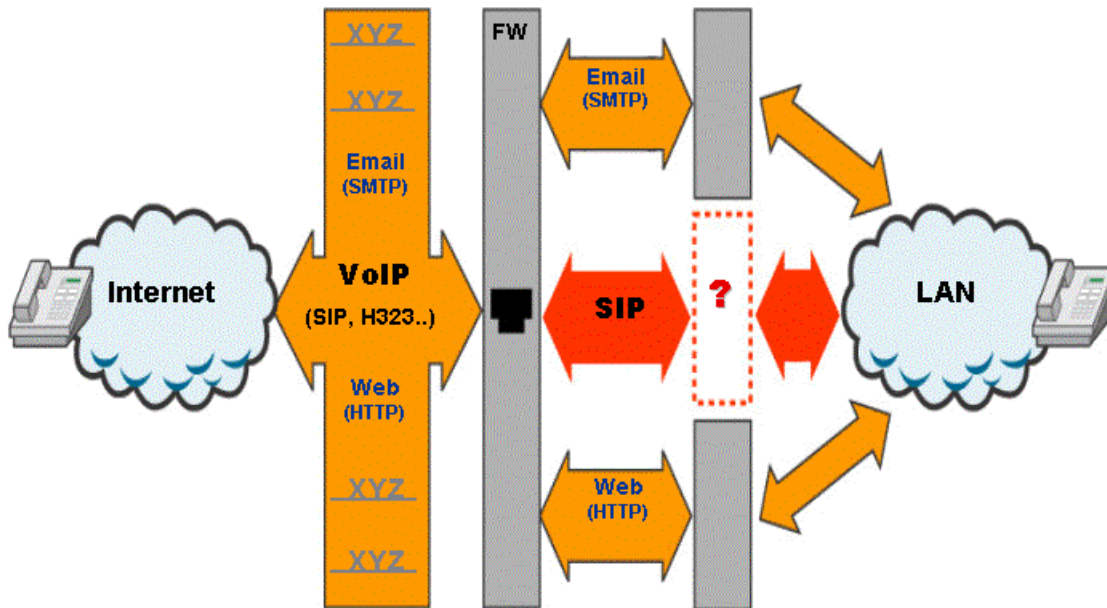 XYZ
XYZ
Email
(SMTP)
VoIP
(SIP, H323..)
Web
(HTTP)
XYZ
XYZ
Internet
FW
Email
(SMTP)
SIP
?
Web
(HTTP)
LAN